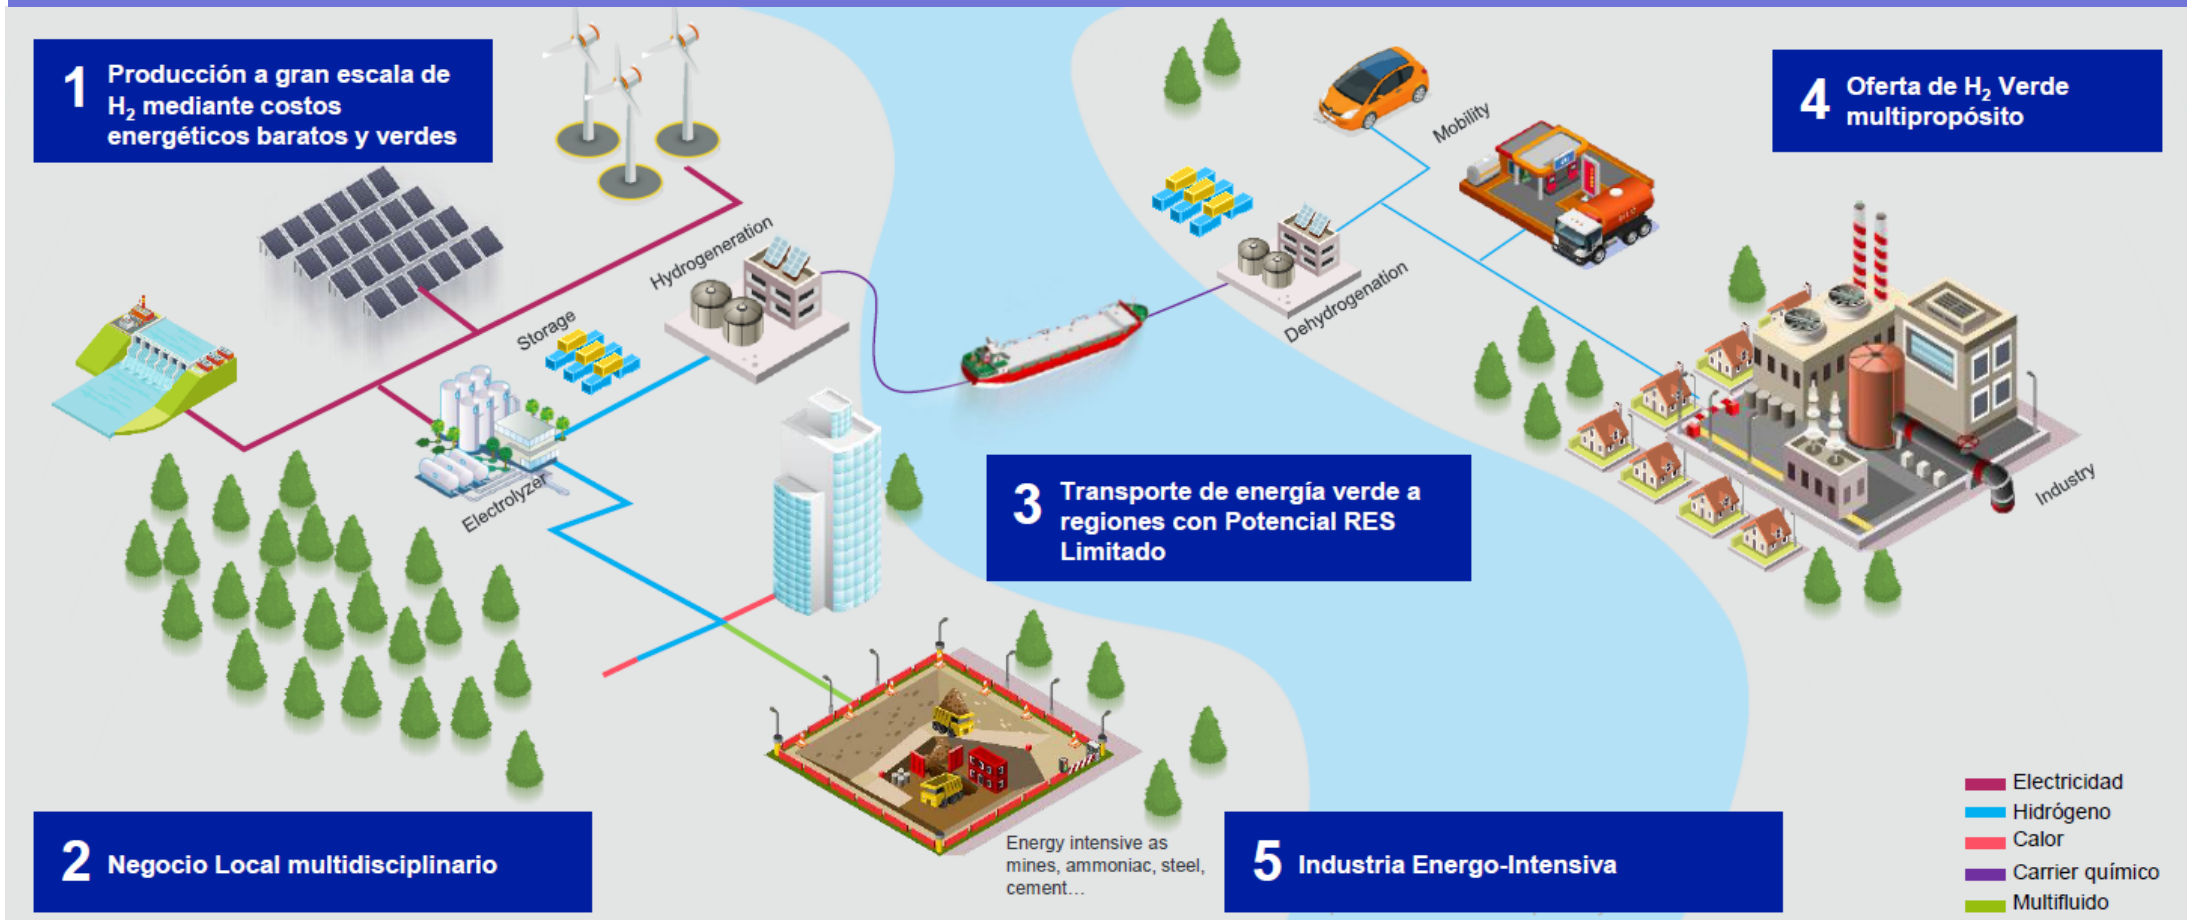 1
Producción a gran escala de
H₂ mediante costos
energéticos baratos y verdes
4
Oferta de H₂ Verde
multipropósito
Mobility
Hydrogeneration
Storage
Dehydrogenation
Electrolyzer
3
Transporte de energía verde a
regiones con Potencial RES
Limitado
Industry
Energy intensive as
mines, ammoniac, steel,
cement…
2
Negocio Local multidisciplinario
5
Industria Energo-Intensiva
Electricidad
Hidrógeno
Calor
Carrier químico
Multifluido